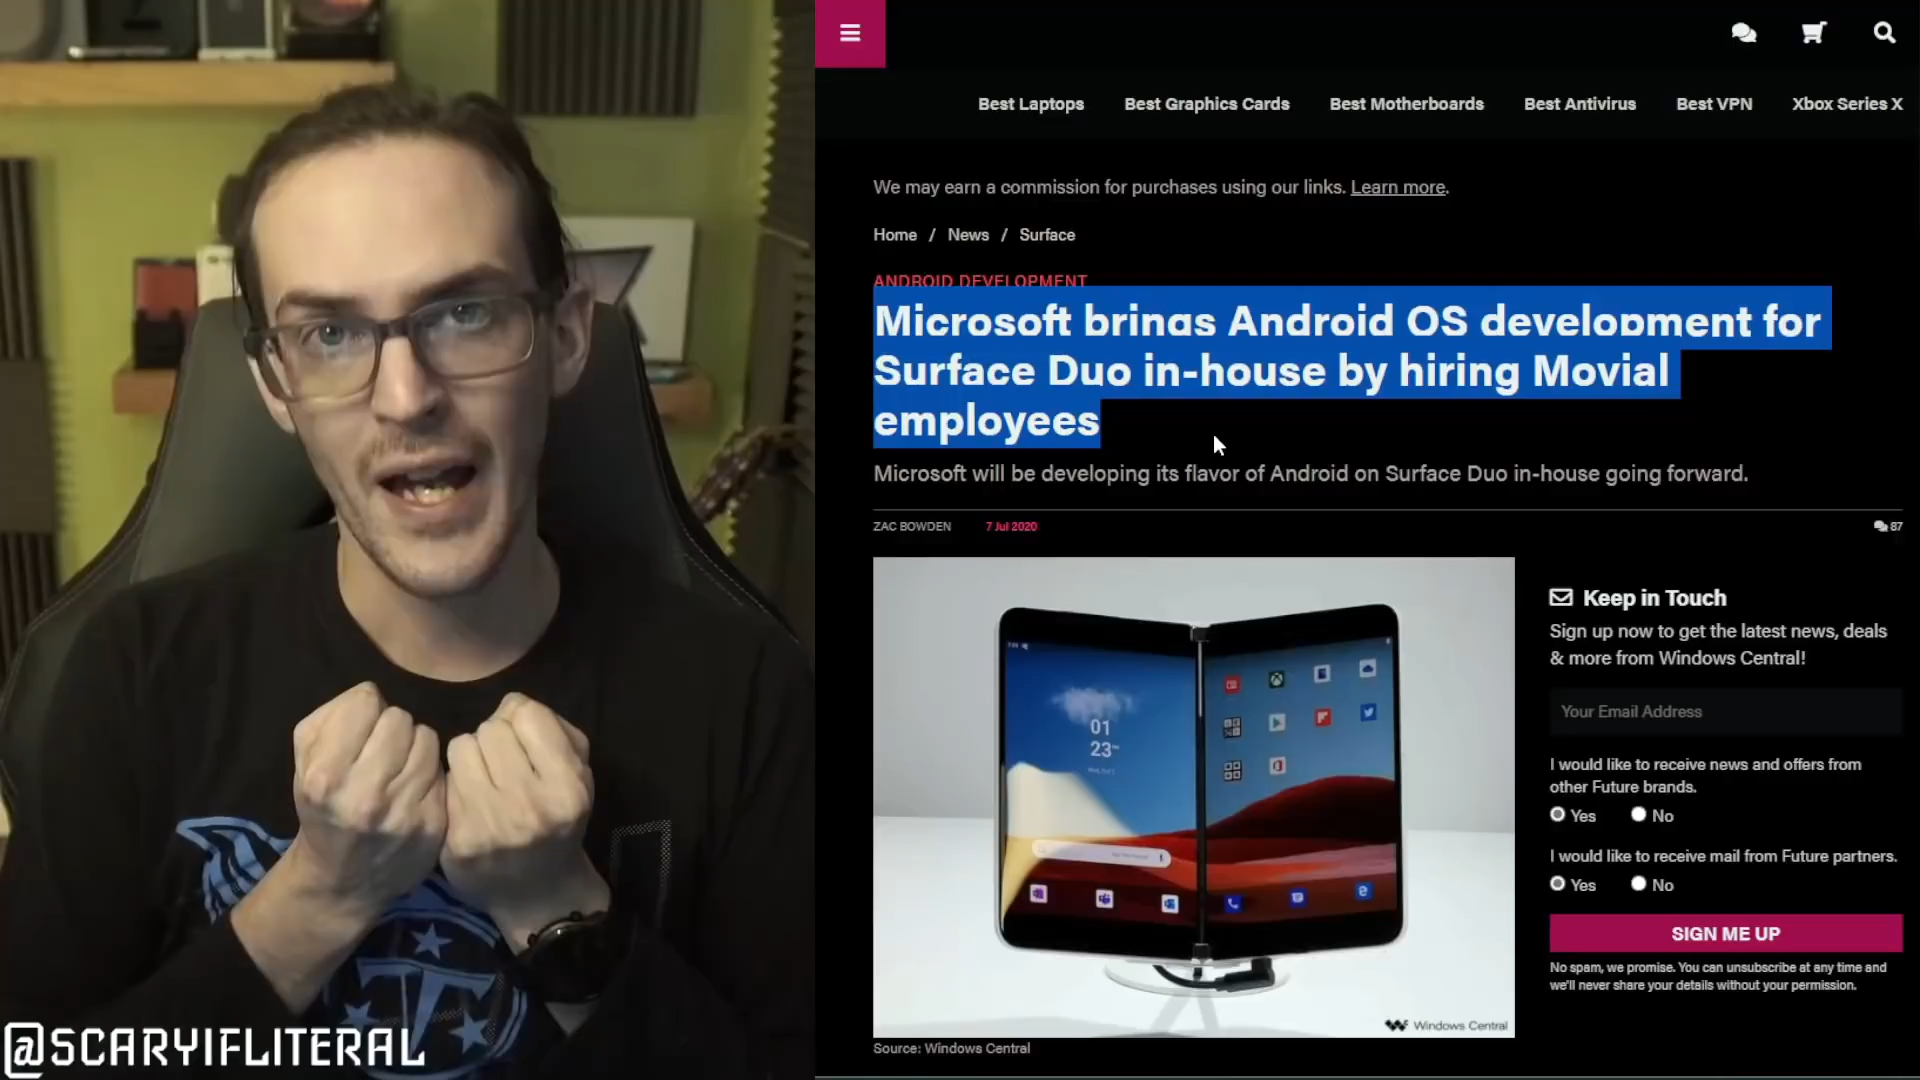 Best Laptops Best Graphics Cards Best Motherboards Best Antivirus Best VPN Xbox Series X
We may earn a commission for purchases using our links. Learn more.
Home / News / Surface
ANDROID DEVELOPMENT
Microsoft brings Android OS development for
Surface Duo in-house by hiring Movial
employees
Microsoft will be developing its flavor of Android on Surface Duo in-house going forward.
ZAC BOWDEN 7 Jul 2020 87
01
23
Windows Central
Source: Windows Central
Keep in Touch
Sign up now to get the latest news, deals
& more from Windows Central!
Your Email Address
I would like to receive news and offers from
other Future brands.
Yes No
I would like to receive mail from Future partners.
Yes No
SIGN ME UP
No spam, we promise. You can unsubscribe at any time and
we'll never share your details without your permission.
@SCARYIFLITERAL